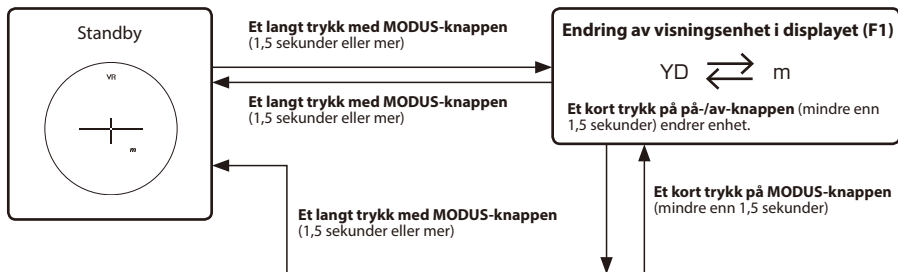 Standby
VR
m
Et langt trykk med MODUS-knappen
(1,5 sekunder eller mer)
Et langt trykk med MODUS-knappen
(1,5 sekunder eller mer)
Endring av visningsenhet i displayet (F1)
YD m
Et kort trykk på på-/av-knappen (mindre enn
1,5 sekunder) endrer enhet.
Et langt trykk med MODUS-knappen
(1,5 sekunder eller mer)
Et kort trykk på MODUS-knappen
(mindre enn 1,5 sekunder)